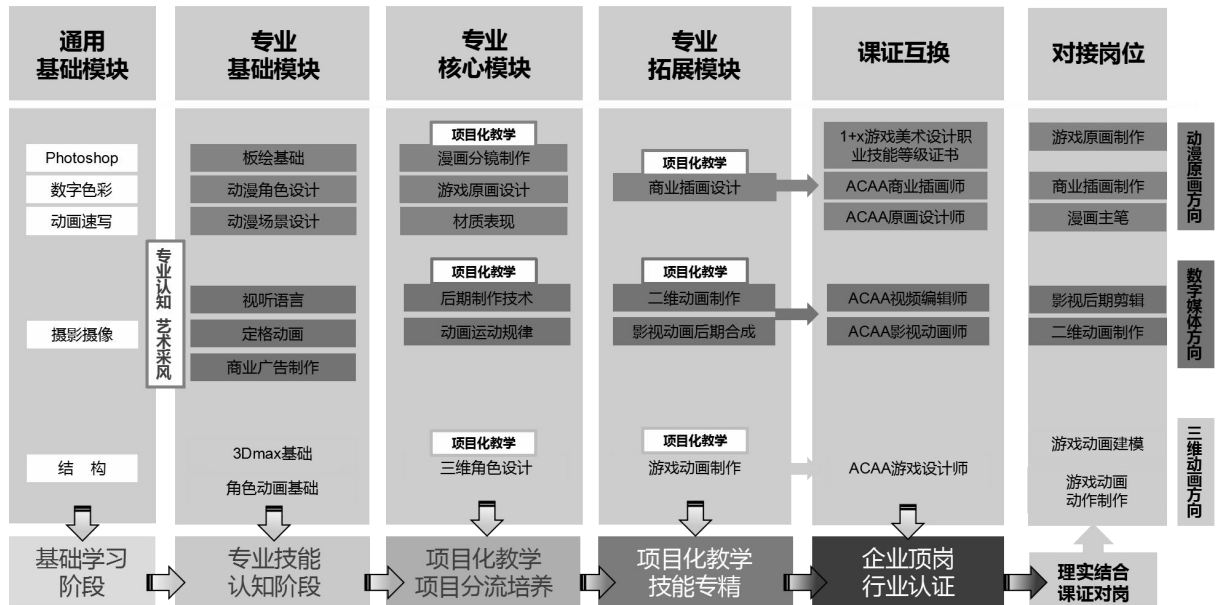 通用
基础模块
专业
基础模块
专业
核心模块
专业
拓展模块
课证互换
对接岗位
Photoshop
数字色彩
动画速写
摄影摄像
结 构
专业认知 艺术采风
板绘基础
动漫角色设计
动漫场景设计
视听语言
定格动画
商业广告制作
3Dmax基础
角色动画基础
项目化教学
漫画分镜制作
游戏原画设计
材质表现
项目化教学
后期制作技术
动画运动规律
项目化教学
三维角色设计
项目化教学
商业插画设计
项目化教学
二维动画制作
影视动画后期合成
项目化教学
游戏动画制作
1+x游戏美术设计职
业技能等级证书
ACAA商业插画师
ACAA原画设计师
ACAA视频编辑师
ACAA影视动画师
ACAA游戏设计师
游戏原画制作
商业插画制作
漫画主笔
影视后期剪辑
二维动画制作
游戏动画建模
游戏动画
动作制作
动漫原画方向
数字媒体方向
三维动画方向
基础学习
阶段
专业技能
认知阶段
项目化教学
项目分流培养
项目化教学
技能专精
企业顶岗
行业认证
理实结合
课证对岗